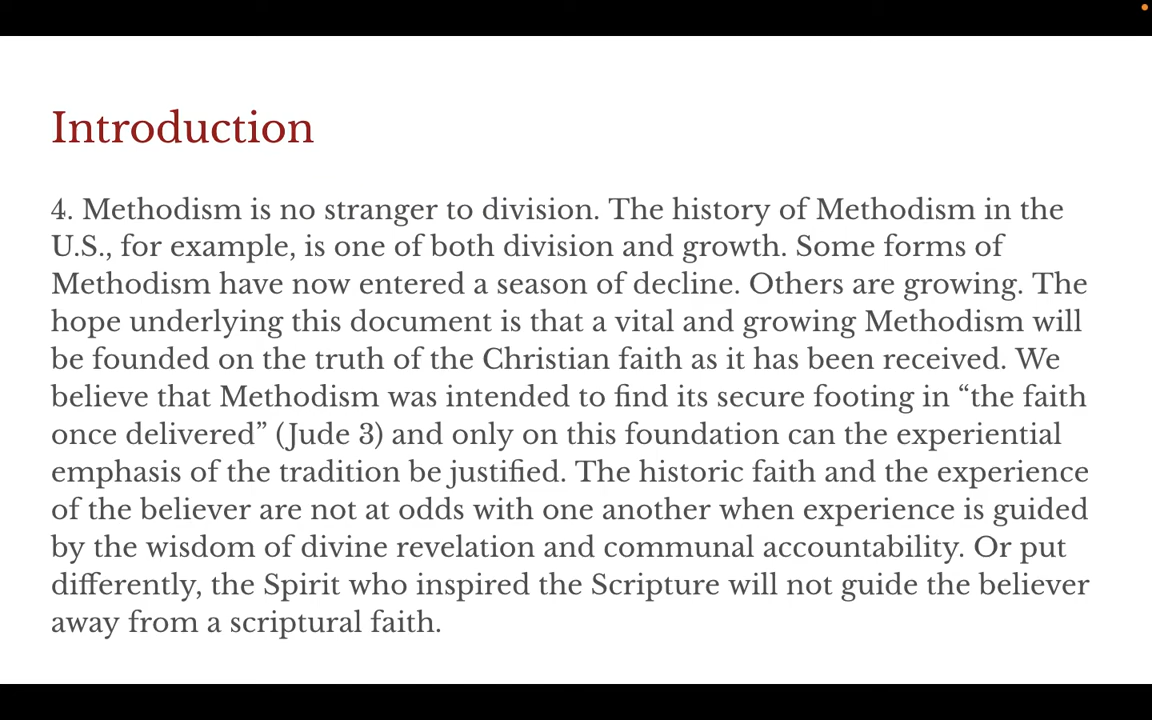 Introduction
4. Methodism is no stranger to division. The history of Methodism in the
U.S., for example, is one of both division and growth. Some forms of
Methodism have now entered a season of decline. Others are growing. The
hope underlying this document is that a vital and growing Methodism will
be founded on the truth of the Christian faith as it has been received. We
believe that Methodism was intended to find its secure footing in “the faith
once delivered” (Jude 3) and only on this foundation can the experiential
emphasis of the tradition be justified. The historic faith and the experience
of the believer are not at odds with one another when experience is guided
by the wisdom of divine revelation and communal accountability. Or put
differently, the Spirit who inspired the Scripture will not guide the believer
away from a scriptural faith.